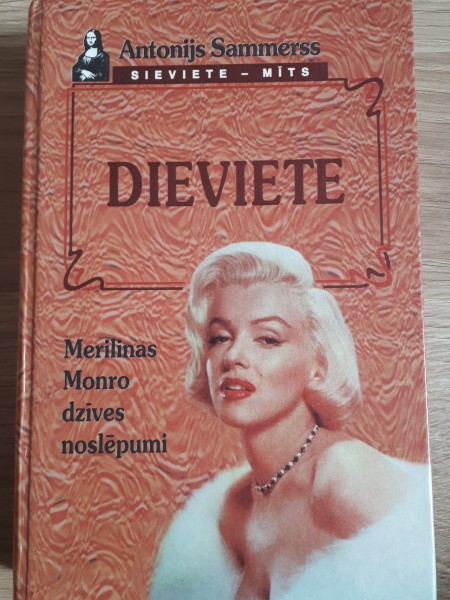 Antonijs Sammerss
SIEVIETE – MĪTS
DIEVIETE
Merilinas
Monro
dzīves
noslēpumi